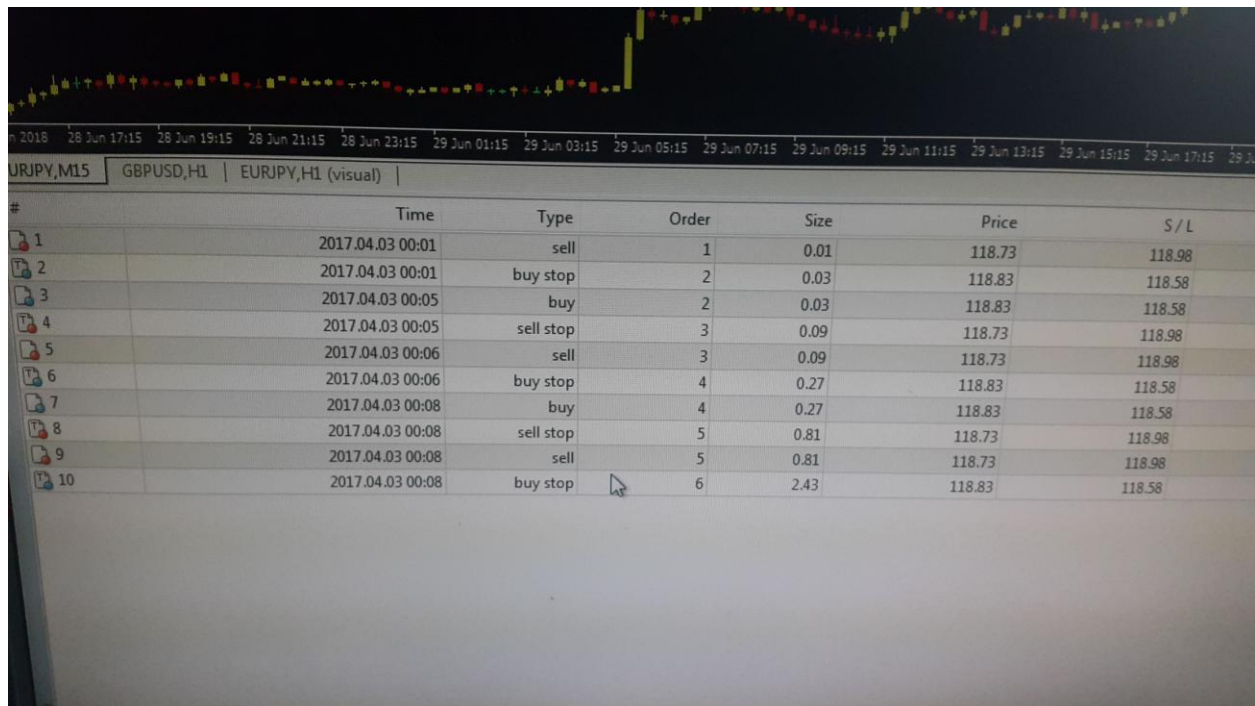 2018 28 Jun 17:15 28 Jun 19:15 28 Jun 21:15 28 Jun 23:15 29 Jun 01:15 29 Jun 03:15 29 Jun 05:15 29 Jun 07:15 29 Jun 09:15 29 Jun 11:15 29 Jun 13:15 29 Jun 15:15 29 Jun 17:15
URJPY,M15 GBPUSD,H1 EURJPY,H1 (visual)
# Time Type Order Size Price S / L
1 2017.04.03 00:01 sell 1 0.01 118.73 118.98
2 2017.04.03 00:01 buy stop 2 0.03 118.83 118.58
3 2017.04.03 00:05 buy 2 0.03 118.83 118.58
4 2017.04.03 00:05 sell stop 3 0.09 118.73 118.98
5 2017.04.03 00:06 sell 3 0.09 118.73 118.98
6 2017.04.03 00:06 buy stop 4 0.27 118.83 118.58
7 2017.04.03 00:08 buy 4 0.27 118.83 118.58
8 2017.04.03 00:08 sell stop 5 0.81 118.73 118.98
9 2017.04.03 00:08 sell 5 0.81 118.73 118.98
10 2017.04.03 00:08 buy stop 6 2.43 118.83 118.58